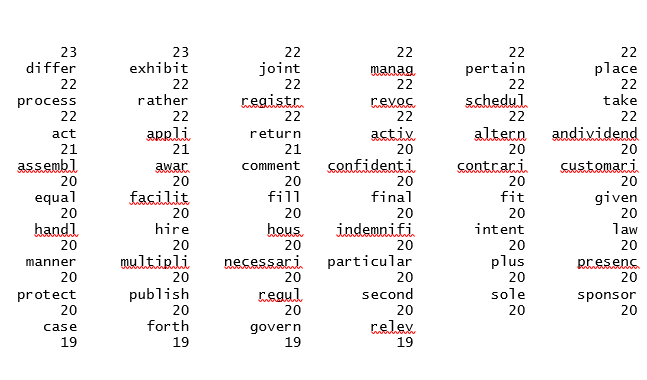 23 23 22 22 22 22
differ exhibit joint manag pertain place
22 22 22 22 22 22
process rather registr revoc schedul take
22 22 22 22 22 22
act appli return activ altern andividend
21 21 21 20 20 20
assembl awar comment confidenti contrari customari
20 20 20 20 20 20
equal facilit fill final fit given
20 20 20 20 20 20
handl hire hous indemnifi intent law
20 20 20 20 20 20
manner multipli necessari particular plus presenc
20 20 20 20 20 20
protect publish regul second sole sponsor
20 20 20 20 20 20
case forth govern relev
19 19 19 19